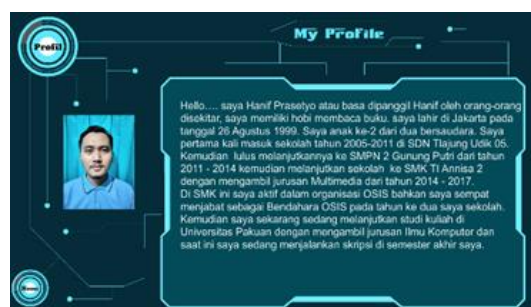 Profil
My Profile
Hello.... saya Hanif Prasetyo atau basa dipanggil Hanif oleh orang-orang
disekitar, saya memiliki hobi membaca buku. saya lahir di Jakarta pada
tanggal 26 Agustus 1999. Saya anak ke-2 dari dua bersaudara. Saya
pertama kali masuk sekolah tahun 2005-2011 di SDN Tlajung Udik 05.
Kemudian lulus melanjutkannya ke SMPN 2 Gunung Putri dari tahun
2011 - 2014 kemudian melanjutkan sekolah ke SMK TI Annisa 2
dengan mengambil jurusan Multimedia dari tahun 2014 - 2017.
Di SMK ini saya aktif dalam organisasi OSIS bahkan saya sempat
menjabat sebagai Bendahara OSIS pada tahun ke dua saya sekolah.
Kemudian saya sekarang sedang melanjutkan studi kuliah di
Universitas Pakuan dengan mengambil jurusan Ilmu Komputer dan
saat ini saya sedang menjalankan skripsi di semester akhir saya.